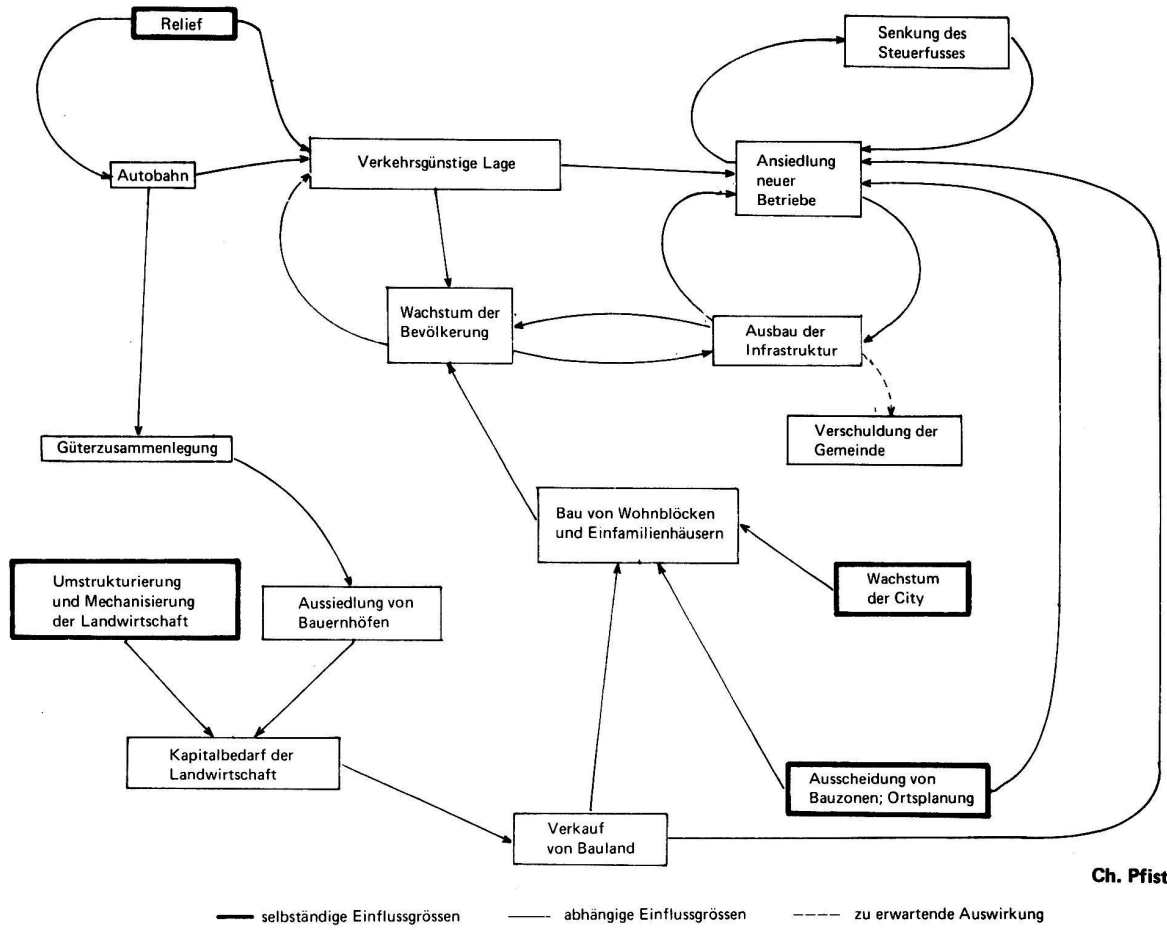 Relief
Senkung des
Steuerfusses
Autobahn
Verkehrsgünstige Lage
Ansiedlung
neuer
Betriebe
Wachstum der
Bevölkerung
Ausbau der
Infrastruktur
Güterzusammenlegung
Verschuldung der
Gemeinde
Bau von Wohnblöcken
und Einfamilienhäusern
Umstrukturierung
und Mechanisierung
der Landwirtschaft
Aussiedlung von
Bauernhöfen
Wachstum
der City
Kapitalbedarf der
Landwirtschaft
Ausscheidung von
Bauzonen; Ortsplanung
Verkauf
von Bauland
Ch. Pfist
selbständige Einflussgrössen
abhängige Einflussgrössen
zu erwartende Auswirkung